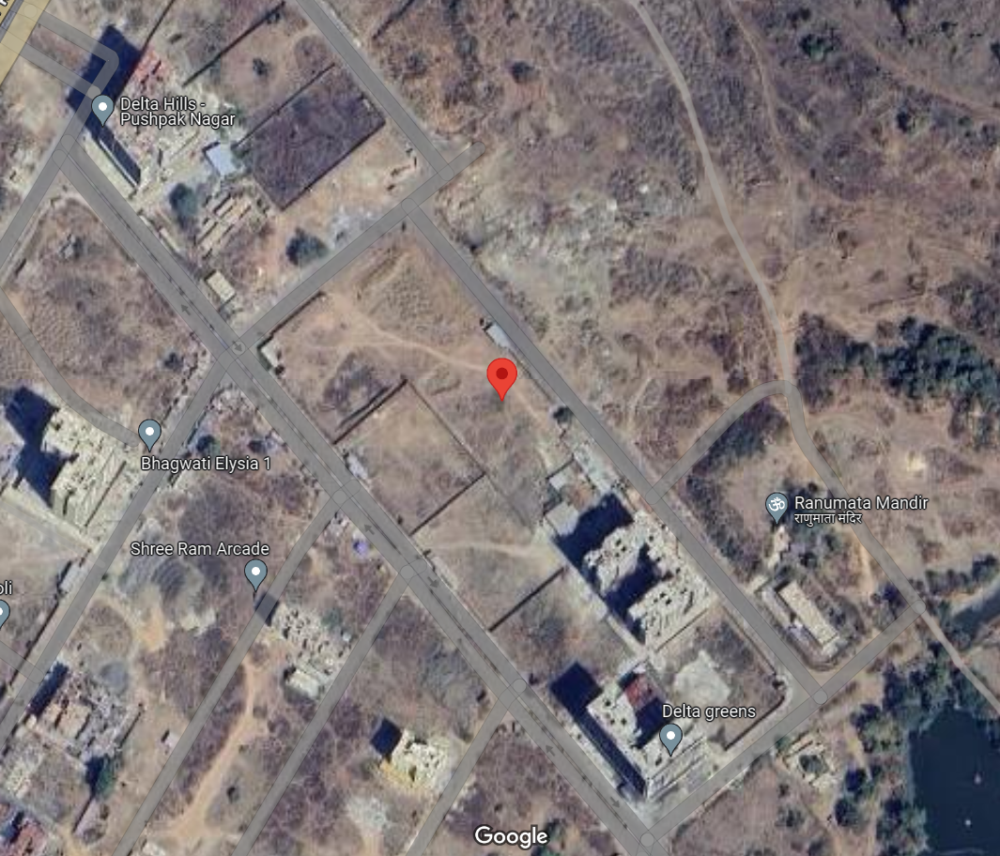 Delta Hills -
Pushpak Nagar
Bhagwati Elysia 1
Ranumata Mandir
राणुमाता मंदिर
Shree Ram Arcade
Delta greens
Google